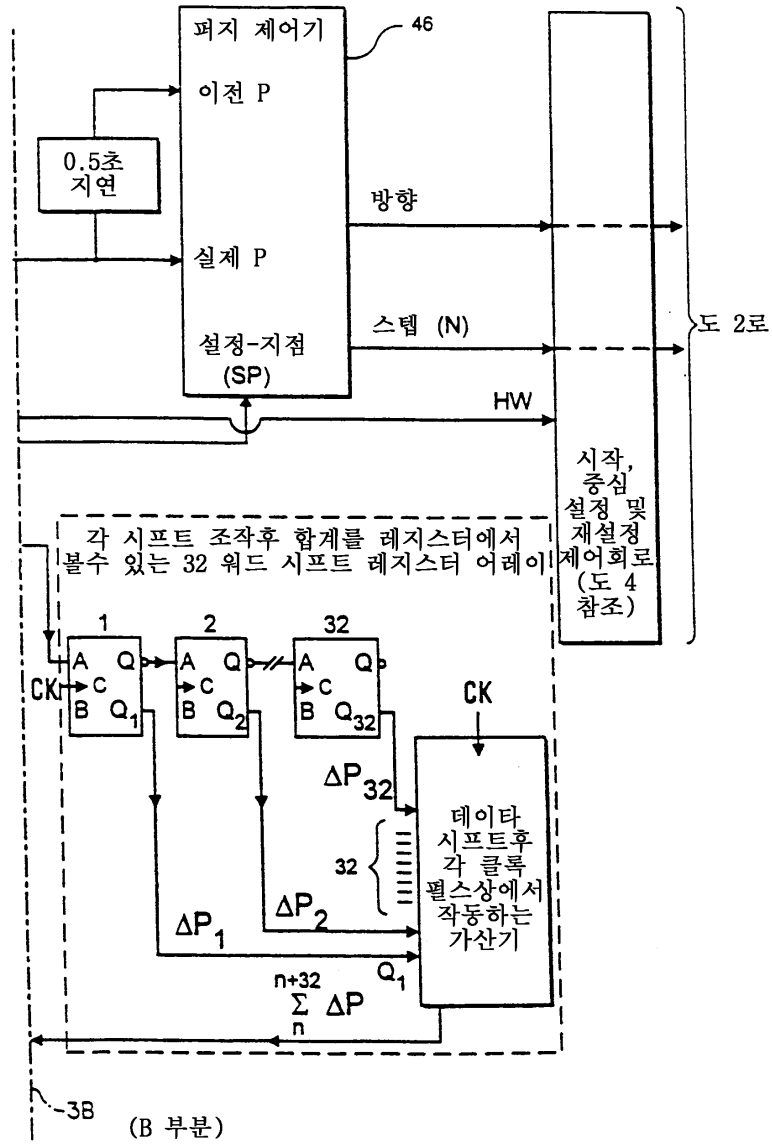 퍼지 제어기
46
이전 P
0.5초
지연
방향
실제 P
도 2로
스텝 (N)
설정-지점
(SP)
HW
시작,
중심
설정 및
재설정
제어회로
(도 4
참조)
각 시프트 조작후 합계를 레지스터에서
볼수 있는 32 워드 시프트 레지스터 어레이
1 2 32
A Q A Q A Q
CK C C C CK
B Q1 B Q2 B Q32
ΔP32
데이타
시프트후
각 클록
펄스상에서
작동하는
가산기
32
ΔP1 ΔP2
Q1
n+32
Σ ΔP
n
3B
(B 부분)